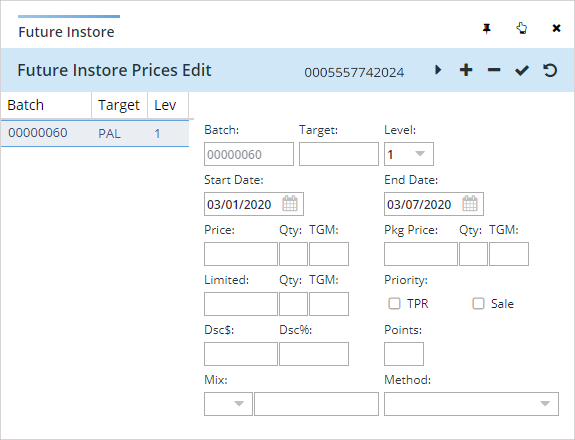 Future Instore
Future Instore Prices Edit 0005557742024
Batch Target Lev
00000060 PAL 1
Batch: Target: Level:
00000060 1
Start Date: End Date:
03/01/2020 03/07/2020
Price: Qty: TGM: Pkg Price: Qty: TGM:
Limited: Qty: TGM: Priority:
TPR Sale
Dsc$: Dsc%: Points:
Mix: Method: